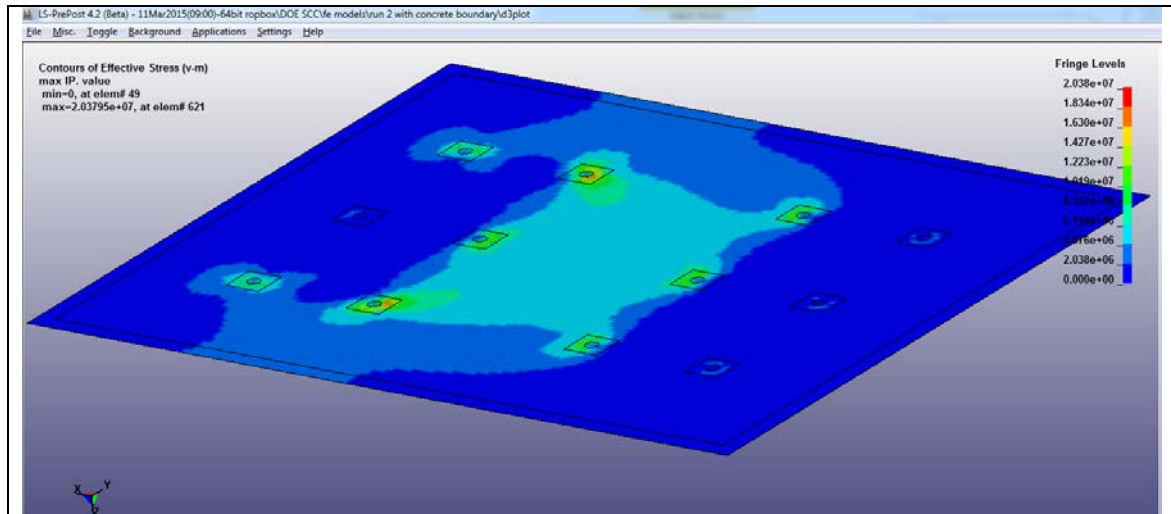 LS-PrePost 4.2 (Beta) - 11Mar2015(09:00)-64bit ropbox\DOE SCC\fe models\run 2 with concrete boundary\d3plot
File Misc. Toggle Background Applications Settings Help
Contours of Effective Stress (v-m)
max IP. value
min=0, at elem# 49
max=2.03795e+07, at elem# 621
Fringe Levels
2.038e+07
1.834e+07
1.630e+07
1.427e+07
1.223e+07
1.019e+07
2.038e+06
0.000e+00
X Y